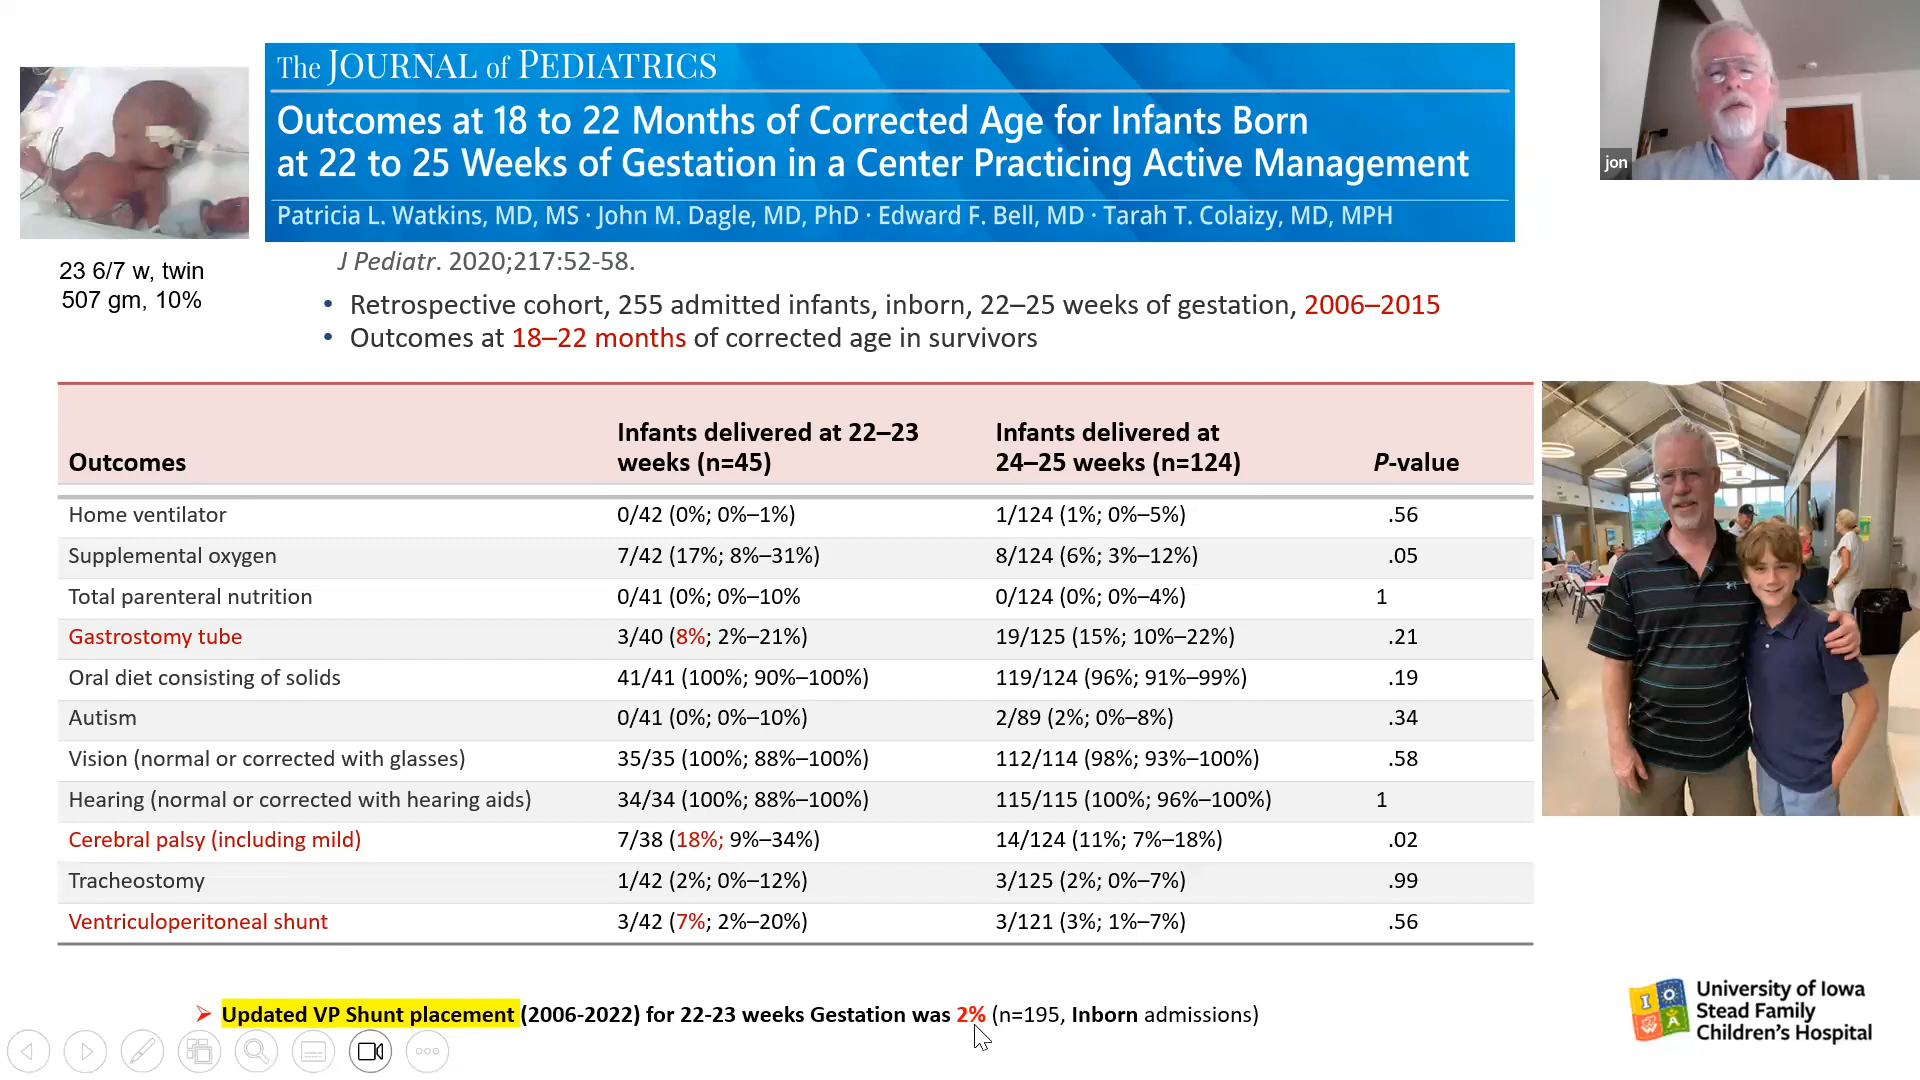 The JOURNAL of PEDIATRICS
Outcomes at 18 to 22 Months of Corrected Age for Infants Born
at 22 to 25 Weeks of Gestation in a Center Practicing Active Management
Patricia L. Watkins, MD, MS · John M. Dagle, MD, PhD · Edward F. Bell, MD · Tarah T. Colaizy, MD, MPH
jon
23 6/7 w, twin
507 gm, 10%
J Pediatr. 2020;217:52-58.
• Retrospective cohort, 255 admitted infants, inborn, 22–25 weeks of gestation, 2006–2015
• Outcomes at 18–22 months of corrected age in survivors
Outcomes Infants delivered at 22–23 weeks (n=45) Infants delivered at 24–25 weeks (n=124) P-value
Home ventilator 0/42 (0%; 0%–1%) 1/124 (1%; 0%–5%) .56
Supplemental oxygen 7/42 (17%; 8%–31%) 8/124 (6%; 3%–12%) .05
Total parenteral nutrition 0/41 (0%; 0%–10% 0/124 (0%; 0%–4%) 1
Gastrostomy tube 3/40 (8%; 2%–21%) 19/125 (15%; 10%–22%) .21
Oral diet consisting of solids 41/41 (100%; 90%–100%) 119/124 (96%; 91%–99%) .19
Autism 0/41 (0%; 0%–10%) 2/89 (2%; 0%–8%) .34
Vision (normal or corrected with glasses) 35/35 (100%; 88%–100%) 112/114 (98%; 93%–100%) .58
Hearing (normal or corrected with hearing aids) 34/34 (100%; 88%–100%) 115/115 (100%; 96%–100%) 1
Cerebral palsy (including mild) 7/38 (18%; 9%–34%) 14/124 (11%; 7%–18%) .02
Tracheostomy 1/42 (2%; 0%–12%) 3/125 (2%; 0%–7%) .99
Ventriculoperitoneal shunt 3/42 (7%; 2%–20%) 3/121 (3%; 1%–7%) .56
➢ Updated VP Shunt placement (2006-2022) for 22-23 weeks Gestation was 2% (n=195, Inborn admissions)
IOWA
University of Iowa
Stead Family
Children's Hospital